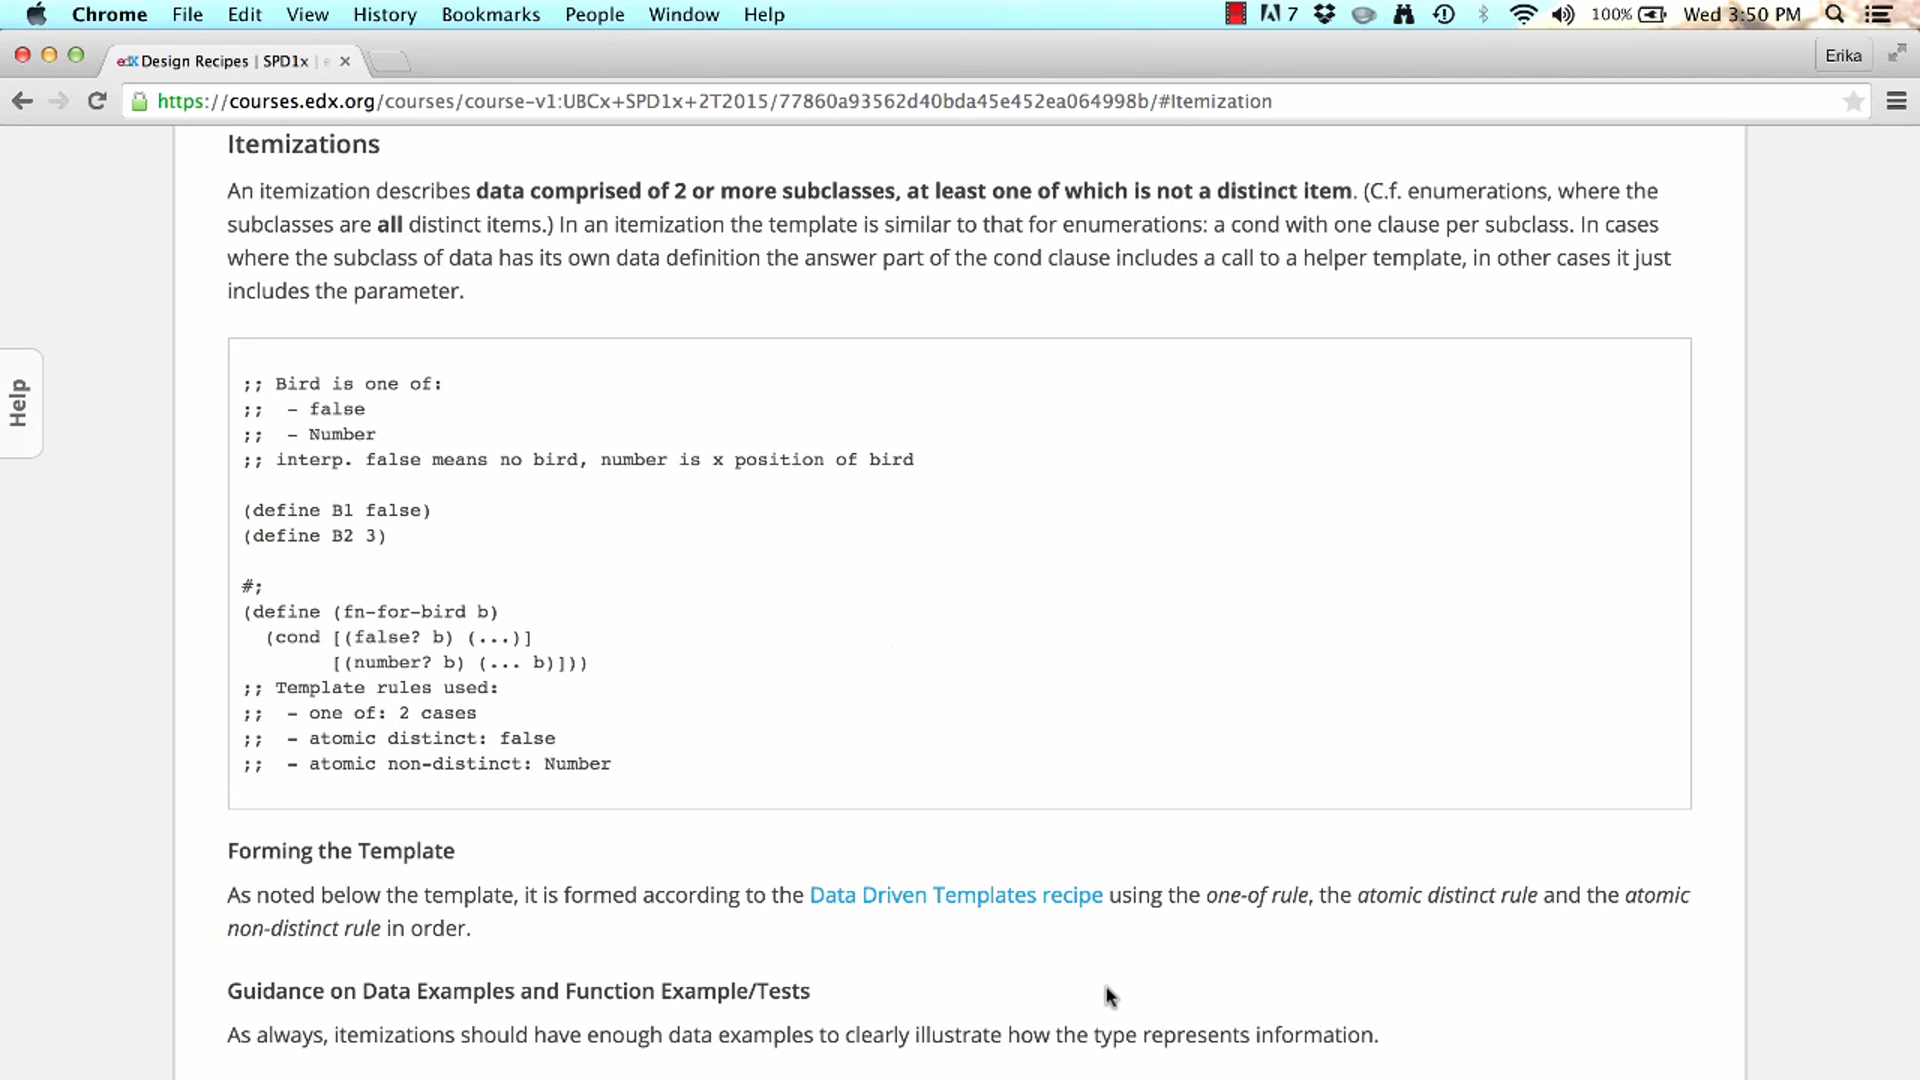 Chrome File Edit View History Bookmarks People Window Help 7 100% Wed 3:50 PM
edX Design Recipes | SPD1x | e Erika
https://courses.edx.org/courses/course-v1:UBCx+SPD1x+2T2015/77860a93562d40bda45e452ea064998b/#Itemization
Itemizations
An itemization describes data comprised of 2 or more subclasses, at least one of which is not a distinct item. (C.f. enumerations, where the
subclasses are all distinct items.) In an itemization the template is similar to that for enumerations: a cond with one clause per subclass. In cases
where the subclass of data has its own data definition the answer part of the cond clause includes a call to a helper template, in other cases it just
includes the parameter.
Help
;; Bird is one of:
;;  - false
;;  - Number
;; interp. false means no bird, number is x position of bird
(define B1 false)
(define B2 3)
#;
(define (fn-for-bird b)
  (cond [(false? b) (...)]
        [(number? b) (... b)]))
;; Template rules used:
;;  - one of: 2 cases
;;  - atomic distinct: false
;;  - atomic non-distinct: Number
Forming the Template
As noted below the template, it is formed according to the Data Driven Templates recipe using the one-of rule, the atomic distinct rule and the atomic
non-distinct rule in order.
Guidance on Data Examples and Function Example/Tests
As always, itemizations should have enough data examples to clearly illustrate how the type represents information.